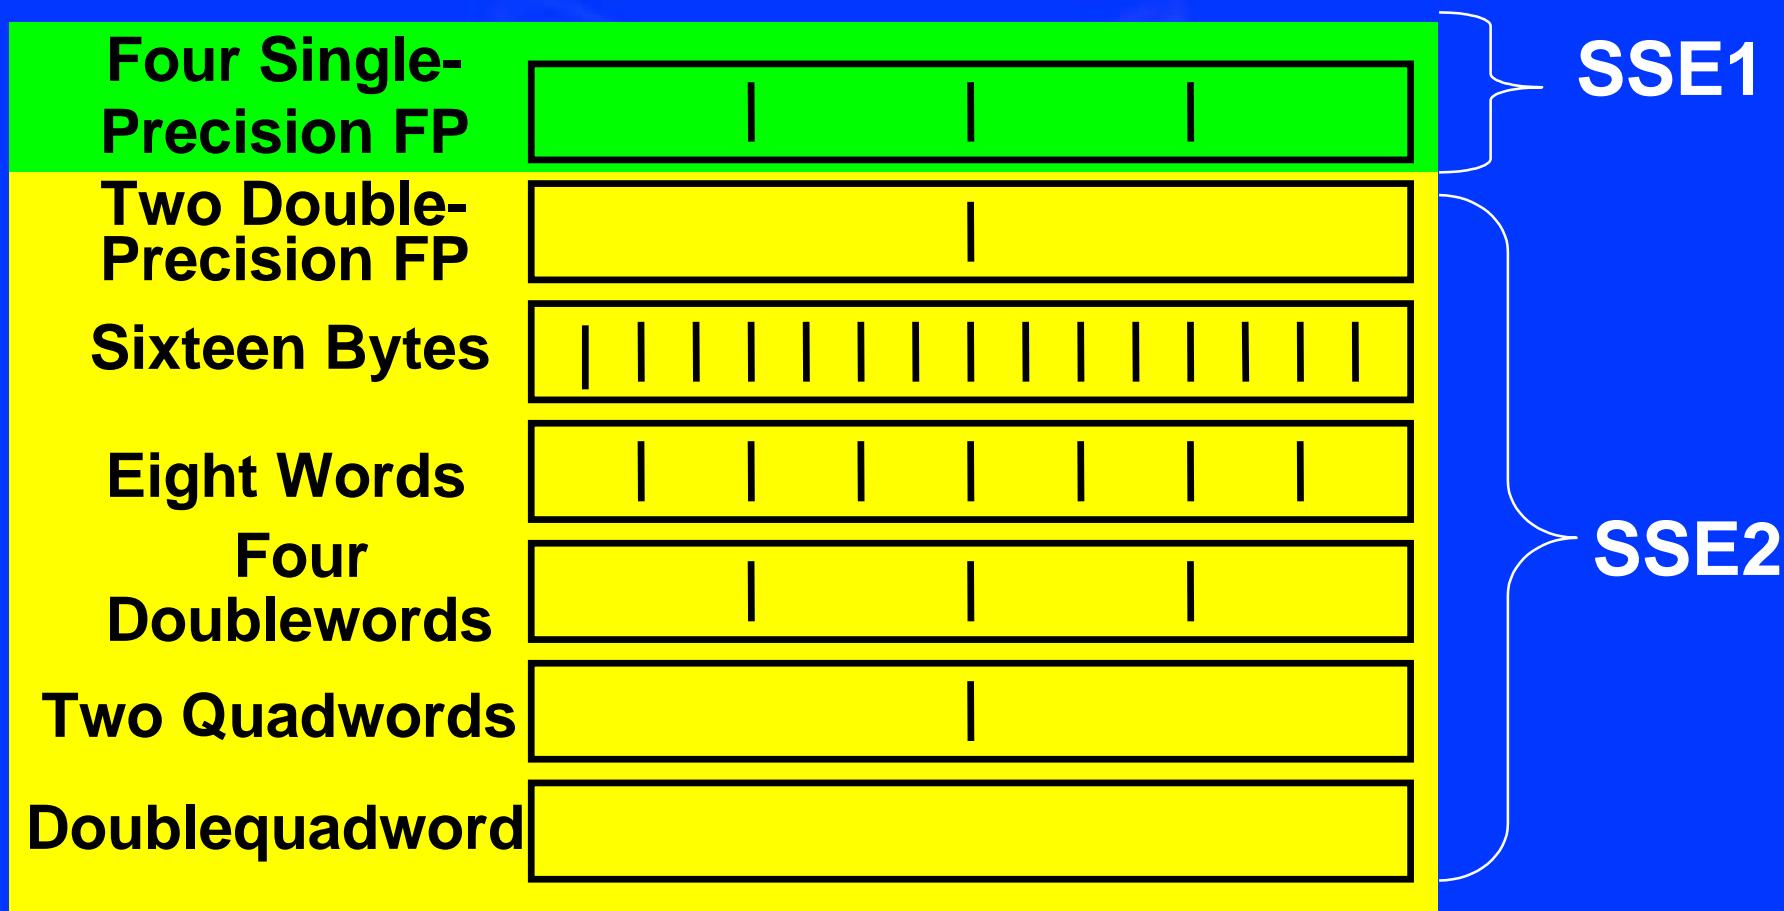 Four Single-
Precision FP
SSE1
Two Double-
Precision FP
Sixteen Bytes
Eight Words
Four
Doublewords
SSE2
Two Quadwords
Doublequadword